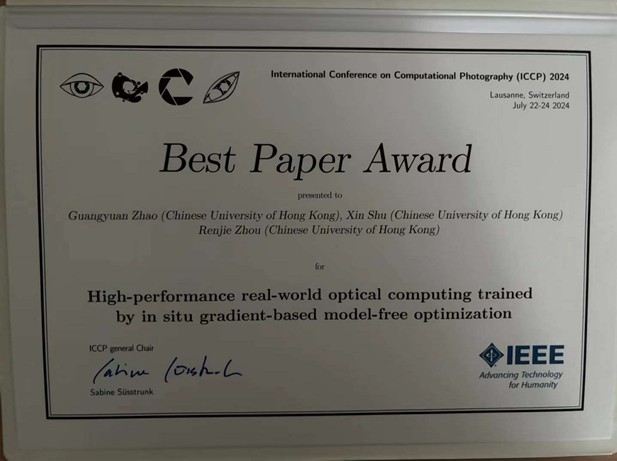 International Conference on Computational Photography (ICCP) 2024
Lausanne, Switzerland
July 22-24 2024
Best Paper Award
presented to
Guangyuan Zhao (Chinese University of Hong Kong), Xin Shu (Chinese University of Hong Kong)
Renjie Zhou (Chinese University of Hong Kong)
for
High-performance real-world optical computing trained
by in situ gradient-based model-free optimization
ICCP general Chair
Sabine Süsstrunk
IEEE
Advancing Technology
for Humanity